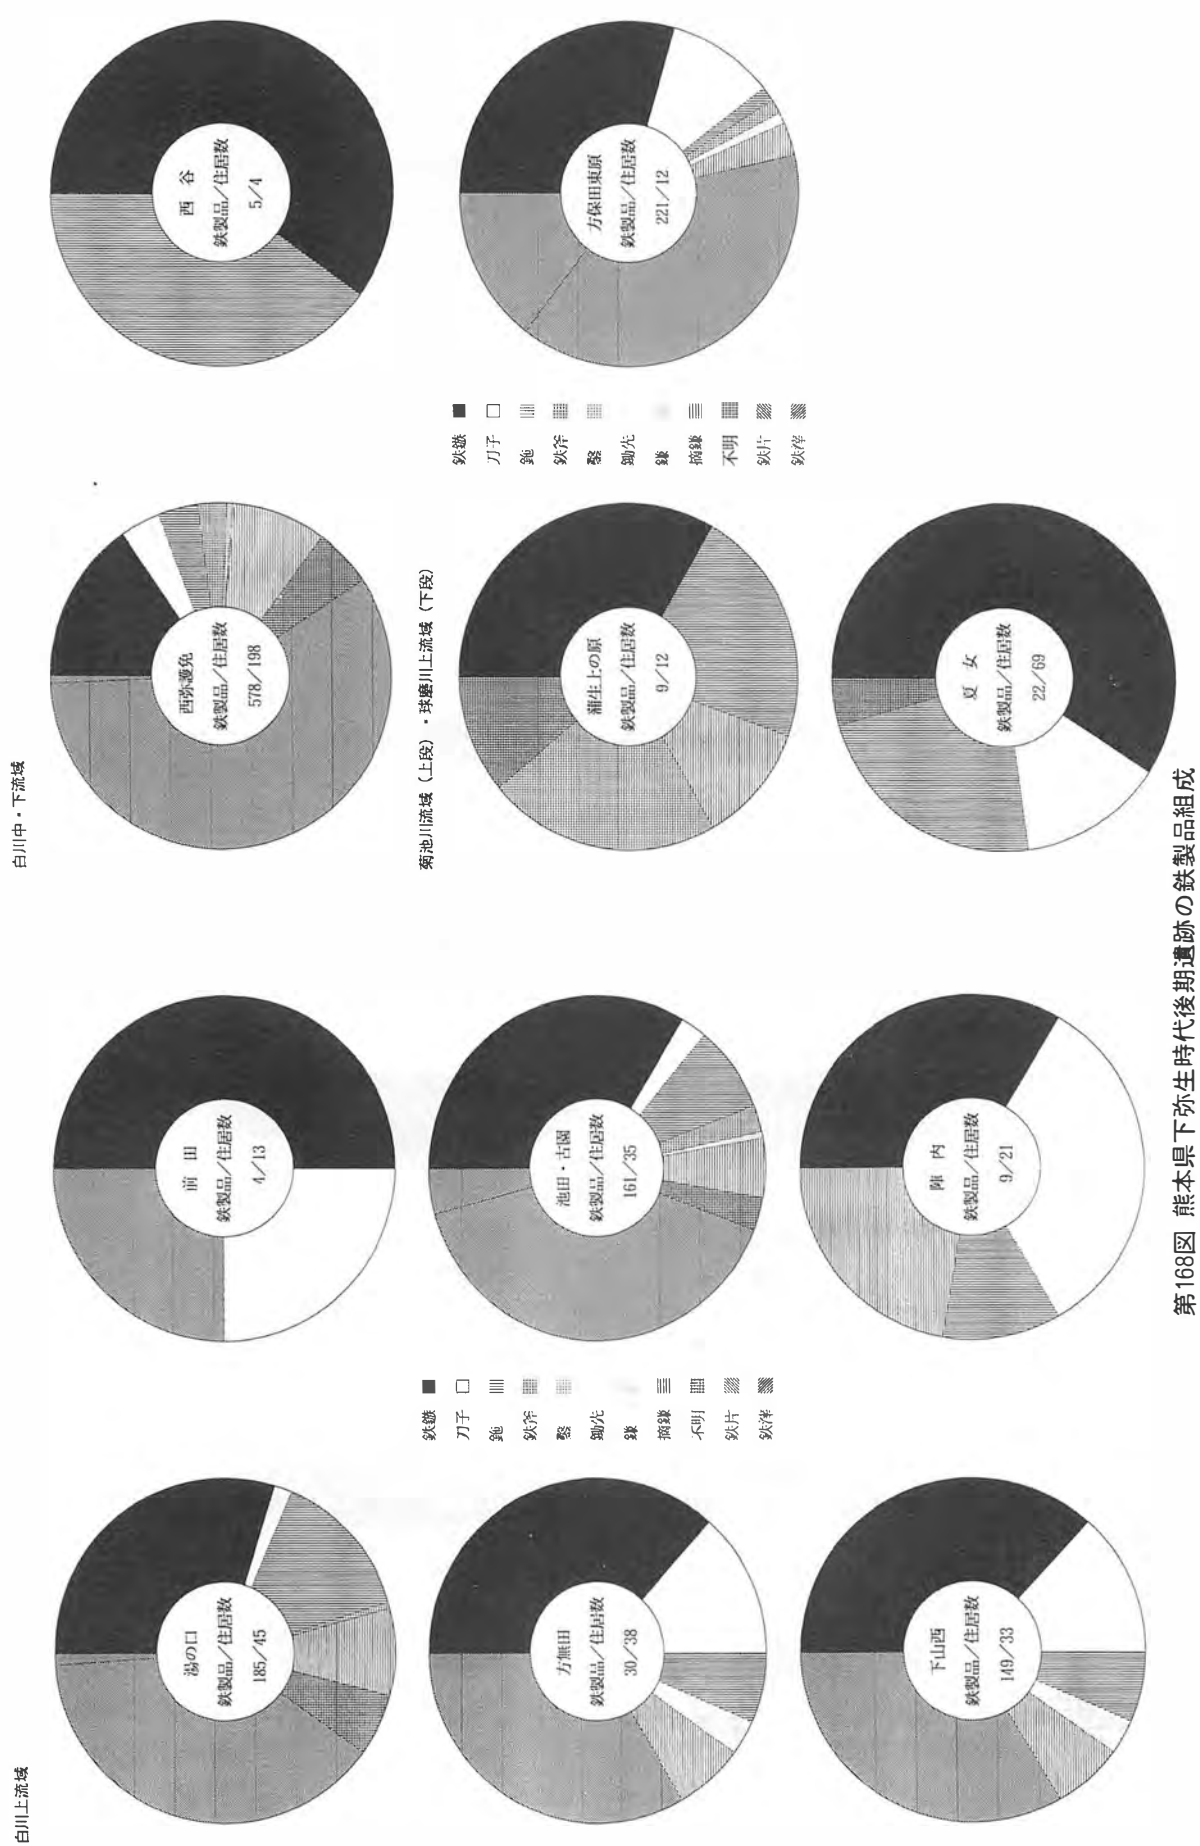 白川上流域
湯の口
鉄製品／住居数
185／45
前 田
鉄製品／住居数
4／13
鉄鏃
刀子
鉇
鉄斧
鑿
鋤先
鎌
摘鎌
不明
鉄片
鉄滓
方無田
鉄製品／住居数
30／38
池田・古園
鉄製品／住居数
161／35
下山西
鉄製品／住居数
149／33
陣 内
鉄製品／住居数
9／21
白川中・下流域
西弥護免
鉄製品／住居数
578／198
西 谷
鉄製品／住居数
5／4
菊池川流域（上段）・球磨川上流域（下段）
鉄鏃
刀子
鉇
鉄斧
鑿
鋤先
鎌
摘鎌
不明
鉄片
鉄滓
蒲生上の原
鉄製品／住居数
9／12
方保田東原
鉄製品／住居数
221／12
夏 女
鉄製品／住居数
22／69
第168図 熊本県下弥生時代後期遺跡の鉄製品組成